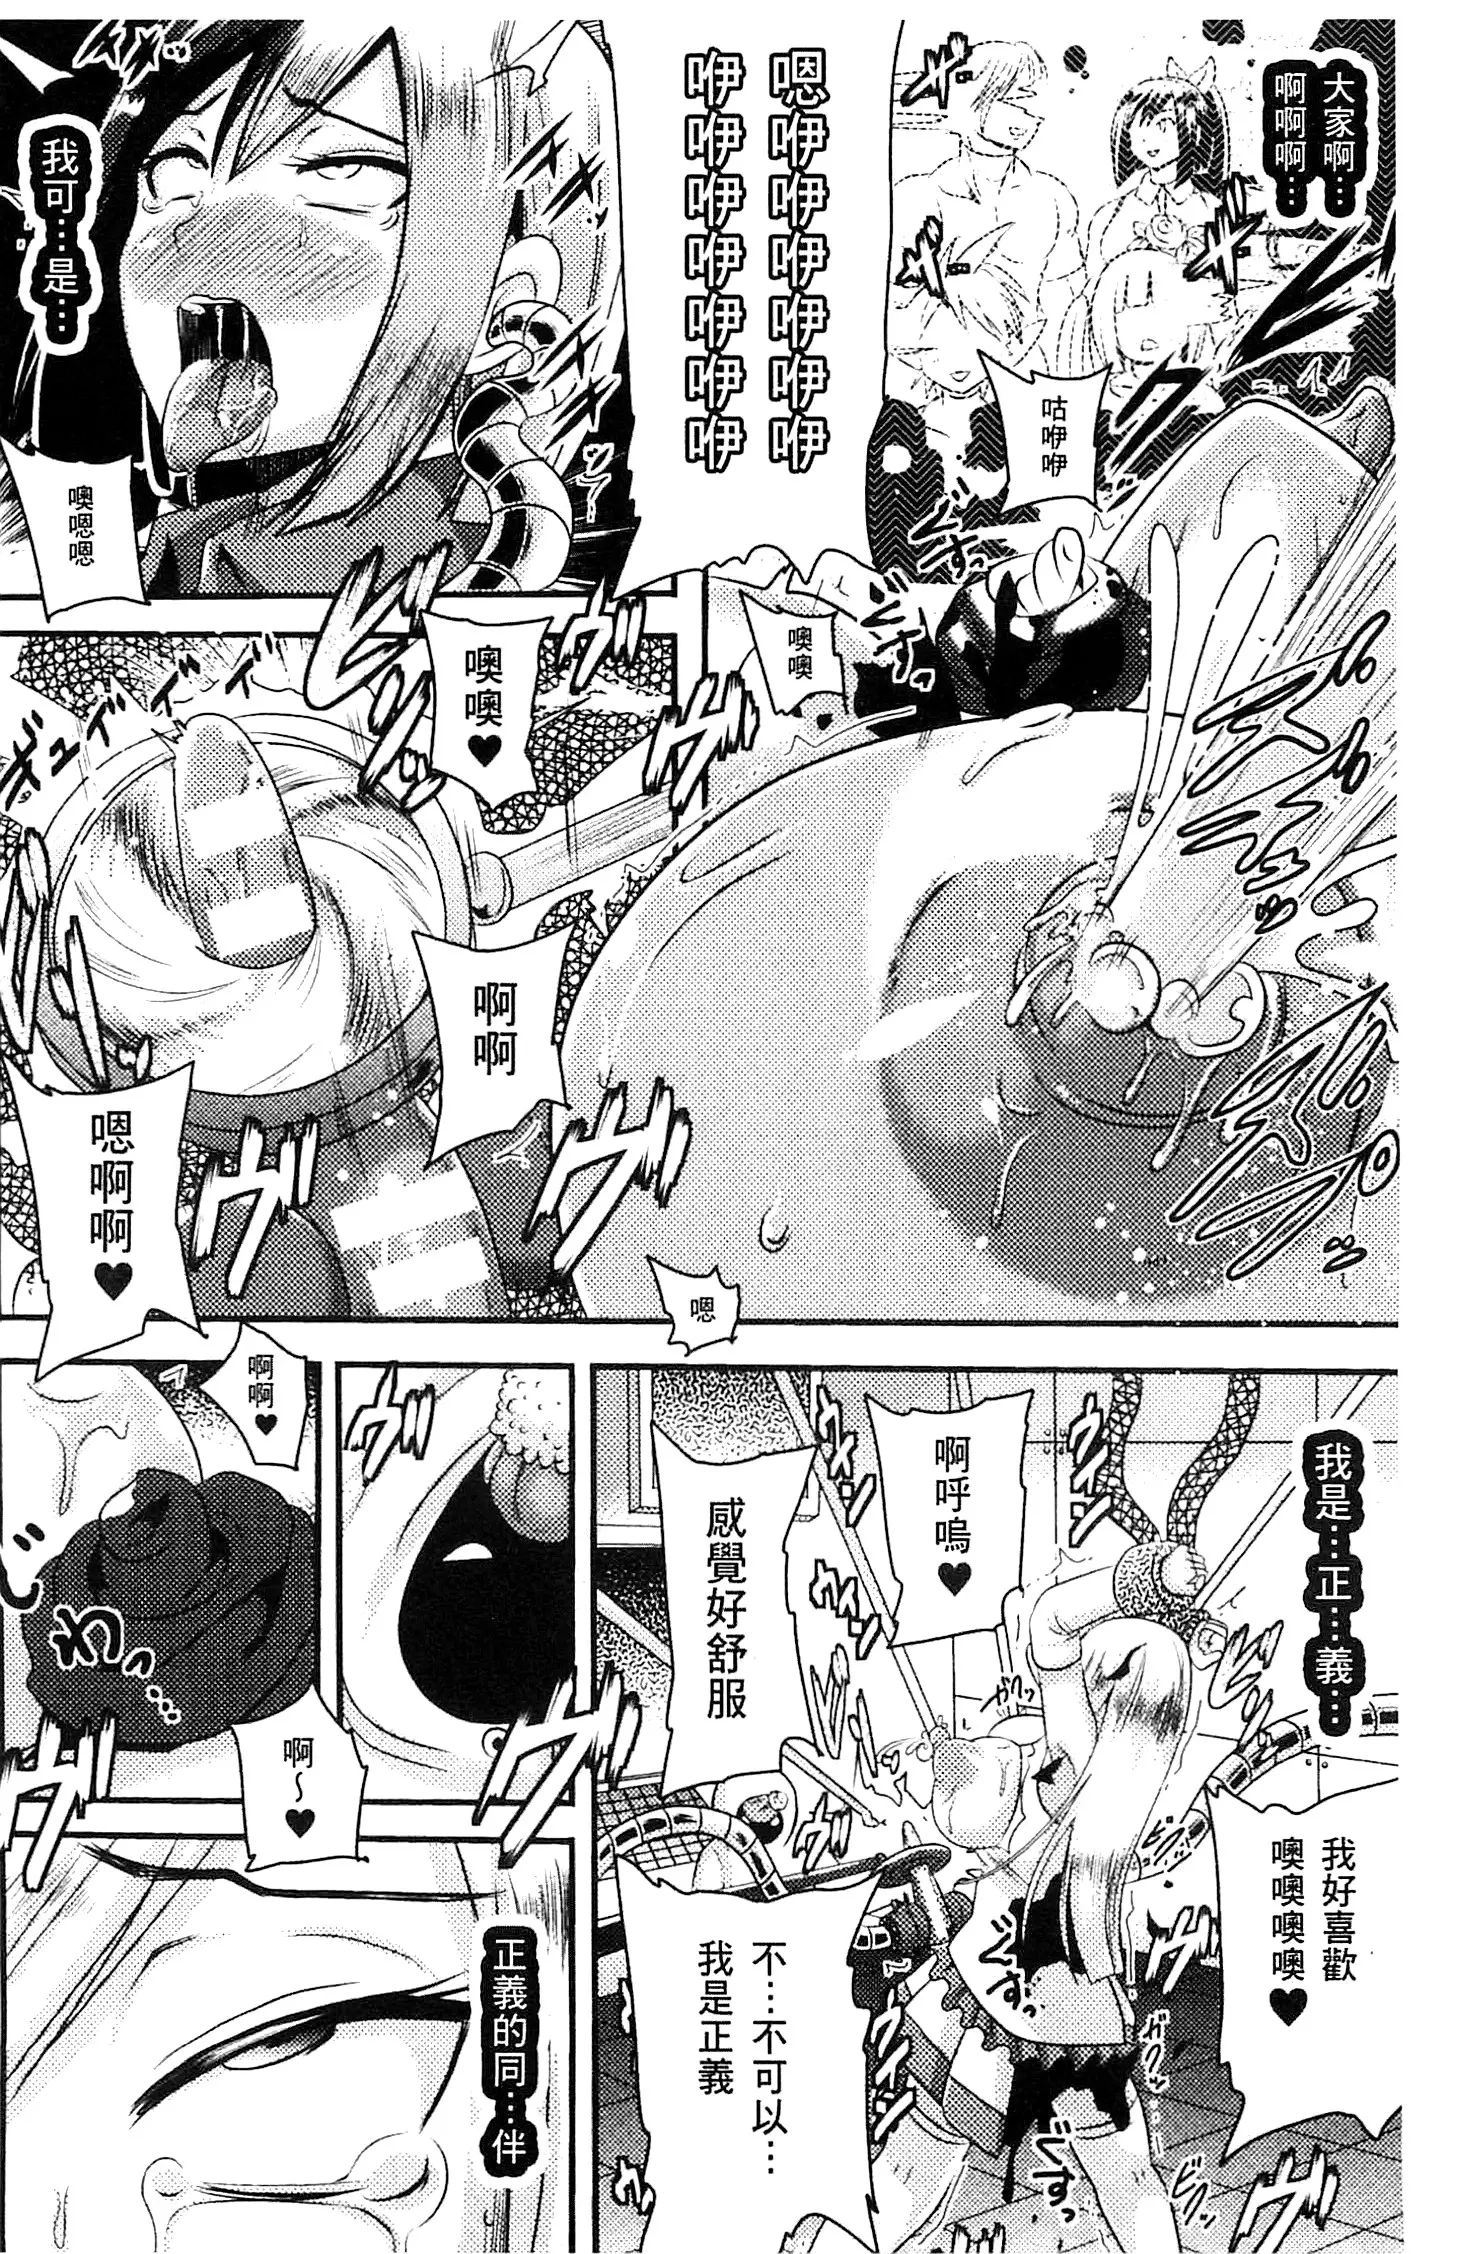 大家啊…
啊啊啊…
咕咿咿
恩咿咿咿咿咿咿
咿咿咿咿咿咿咿
我可…是…
噢嗯嗯
噢噢
噢噢♥
啊啊
嗯啊啊♥
嗯
我是…正…義…
啊呼嗚♥
感覺好舒服
我好喜歡
噢噢噢噢♥
不…不可以…
我是正義
啊啊♥
啊～♥
正義的同…伴